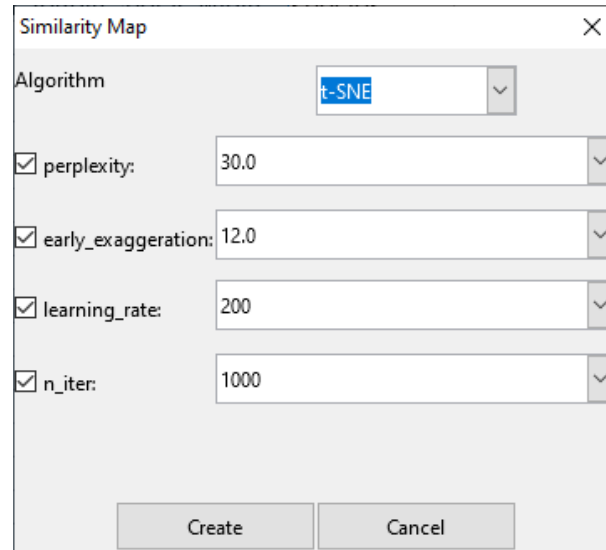 Similarity Map
Algorithm t-SNE
perplexity: 30.0
early_exaggeration: 12.0
learning_rate: 200
n_iter: 1000
Create Cancel